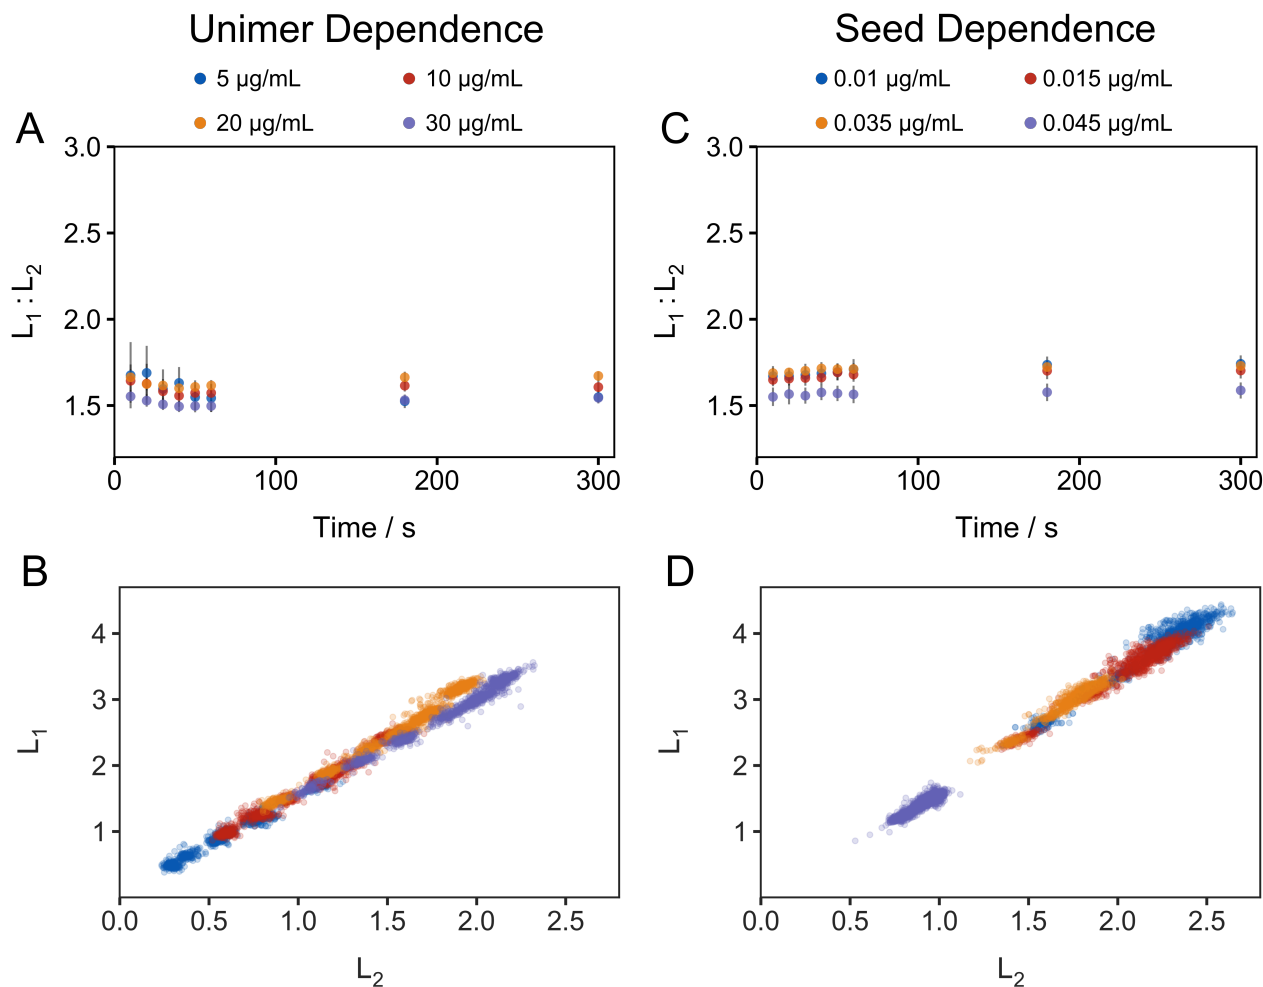 Unimer Dependence
5 µg/mL 10 µg/mL
20 µg/mL 30 µg/mL
A
3.0
2.5
2.0
1.5
L1 : L2
0 100 200 300
Time / s
B
4
3
2
1
L1
0.0 0.5 1.0 1.5 2.0 2.5
L2
Seed Dependence
0.01 µg/mL 0.015 µg/mL
0.035 µg/mL 0.045 µg/mL
C
3.0
2.5
2.0
1.5
L1 : L2
0 100 200 300
Time / s
D
4
3
2
1
L1
0.0 0.5 1.0 1.5 2.0 2.5
L2